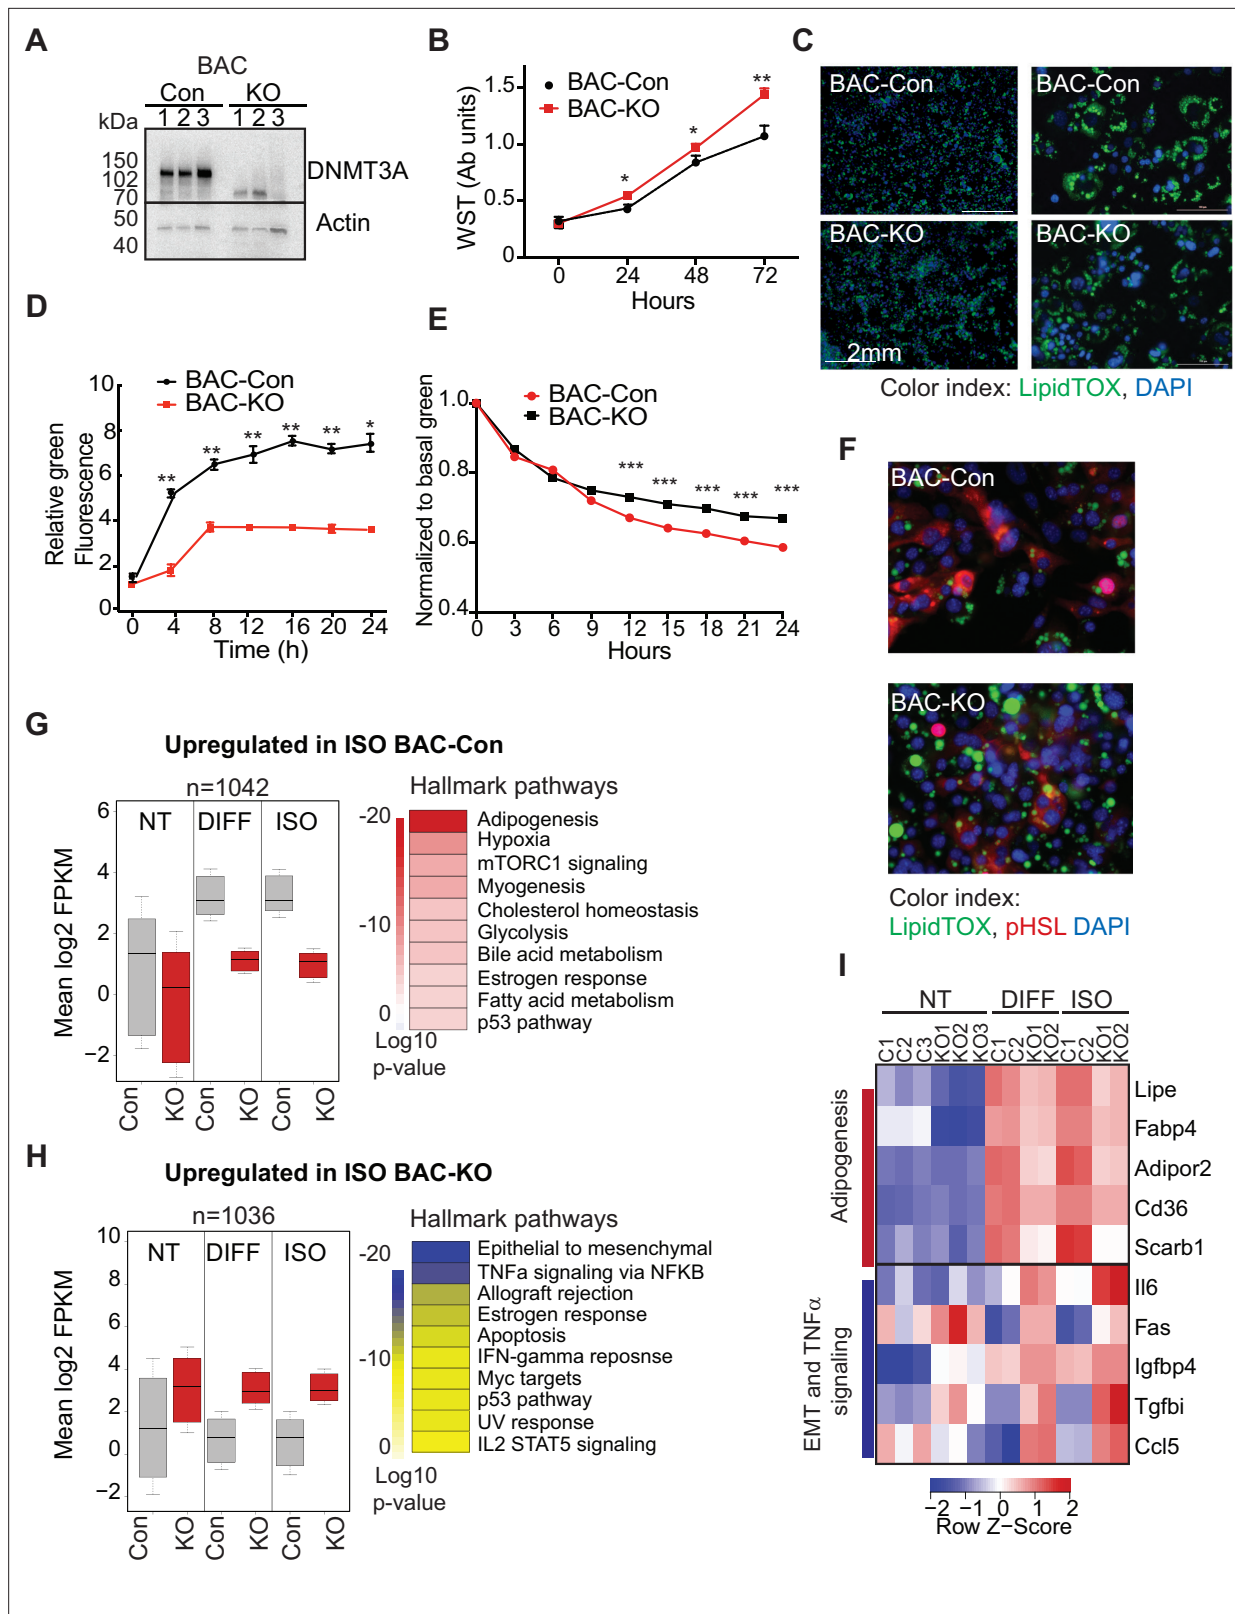 A
BAC
Con KO
kDa 1 2 3 1 2 3
150
102
70
50
40
DNMT3A
Actin
B
BAC-Con
BAC-KO
WST (Ab units)
1.5
1.0
0.5
0
* * **
0 24 48 72
Hours
C
BAC-Con BAC-Con
BAC-KO BAC-KO
2mm
Color index: LipidTOX, DAPI
D
BAC-Con
BAC-KO
Relative green
Fluorescence
10
8
6
4
2
0
** ** ** ** ** *
0 4 8 12 16 20 24
Time (h)
E
BAC-Con
BAC-KO
Normalized to basal green
1.0
0.8
0.6
0.4
*** *** *** *** ***
0 3 6 9 12 15 18 21 24
Hours
F
BAC-Con
BAC-KO
Color index:
LipidTOX, pHSL DAPI
G
Upregulated in ISO BAC-Con
n=1042
NT DIFF ISO
Mean log2 FPKM
6
4
2
0
−2
Con KO Con KO Con KO
-20
-10
0
Log10
p-value
Hallmark pathways
Adipogenesis
Hypoxia
mTORC1 signaling
Myogenesis
Cholesterol homeostasis
Glycolysis
Bile acid metabolism
Estrogen response
Fatty acid metabolism
p53 pathway
H
Upregulated in ISO BAC-KO
n=1036
NT DIFF ISO
Mean log2 FPKM
10
8
6
4
2
0
−2
Con KO Con KO Con KO
-20
-10
0
Log10
p-value
Hallmark pathways
Epithelial to mesenchymal
TNFa signaling via NFKB
Allograft rejection
Estrogen response
Apoptosis
IFN-gamma reposnse
Myc targets
p53 pathway
UV response
IL2 STAT5 signaling
I
NT DIFF ISO
C1 C2 C3 KO1 KO2 KO3 C1 C2 KO1 KO2 C1 C2 KO1 KO2
Adipogenesis
Lipe
Fabp4
Adipor2
Cd36
Scarb1
EMT and TNFα
signaling
Il6
Fas
Igfbp4
Tgfbi
Ccl5
−2 −1 0 1 2
Row Z−Score